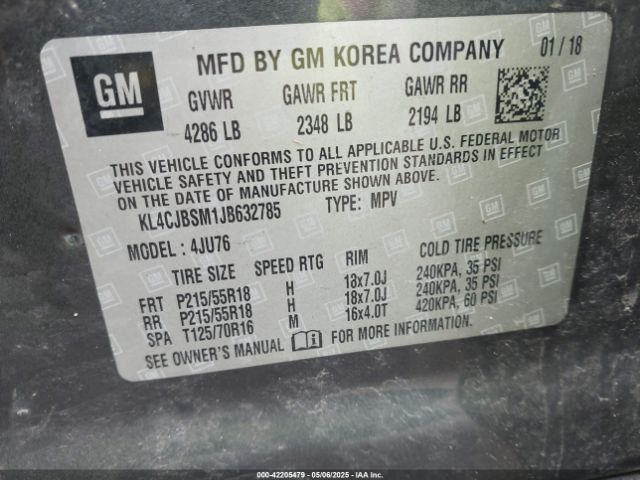 GM
MFD BY GM KOREA COMPANY 01/18
GVWR GAWR FRT GAWR RR
4286 LB 2348 LB 2194 LB
THIS VEHICLE CONFORMS TO ALL APPLICABLE U.S. FEDERAL MOTOR
VEHICLE SAFETY AND THEFT PREVENTION STANDARDS IN EFFECT
ON THE DATE OF MANUFACTURE SHOWN ABOVE.
KL4CJBSM1JB632785 TYPE: MPV
MODEL: 4JU76
TIRE SIZE SPEED RTG RIM COLD TIRE PRESSURE
FRT P215/55R18 H 18x7.0J 240KPA, 35 PSI
RR P215/55R18 H 18x7.0J 240KPA, 35 PSI
SPA T125/70R16 M 16x4.0T 420KPA, 60 PSI
SEE OWNER'S MANUAL FOR MORE INFORMATION.
000-42205479 - 05/06/2025 - IAAI.com